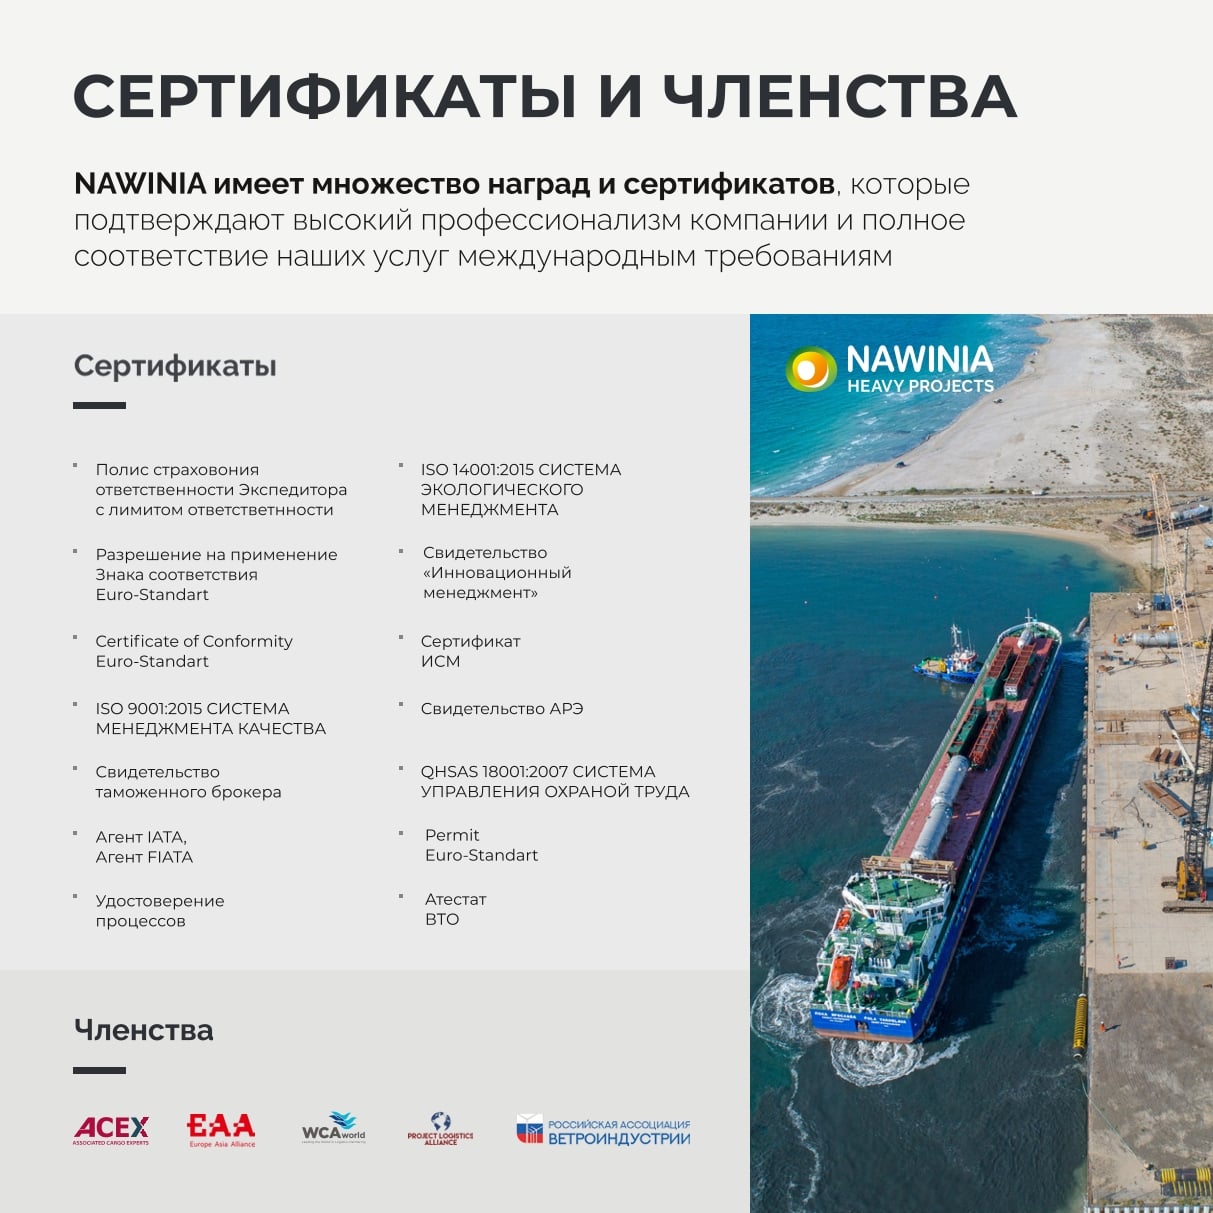 СЕРТИФИКАТЫ И ЧЛЕНСТВА
NAWINIA имеет множество наград и сертификатов, которые
подтверждают высокий профессионализм компании и полное
соответствие наших услуг международным требованиям
Сертификаты
Полис страховония
ответственности Экспедитора
с лимитом ответстветнности
Разрешение на применение
Знака соответствия
Euro-Standart
Certificate of Conformity
Euro-Standart
ISO 9001:2015 СИСТЕМА
МЕНЕДЖМЕНТА КАЧЕСТВА
Свидетельство
таможенного брокера
Агент IATA,
Агент FIATA
Удостоверение
процессов
ISO 14001:2015 СИСТЕМА
ЭКОЛОГИЧЕСКОГО
МЕНЕДЖМЕНТА
Свидетельство
«Инновационный
менеджмент»
Сертификат
ИСМ
Свидетельство АРЭ
QHSAS 18001:2007 СИСТЕМА
УПРАВЛЕНИЯ ОХРАНОЙ ТРУДА
Permit
Euro-Standart
Атестат
ВТО
NAWINIA
HEAVY PROJECTS
Членства
ACEX
ASSOCIATED CARGO EXPERTS
EAA
Europe Asia Alliance
WCAworld
PROJECT LOGISTICS
ALLIANCE
РОССИЙСКАЯ АССОЦИАЦИЯ
ВЕТРОИНДУСТРИИ